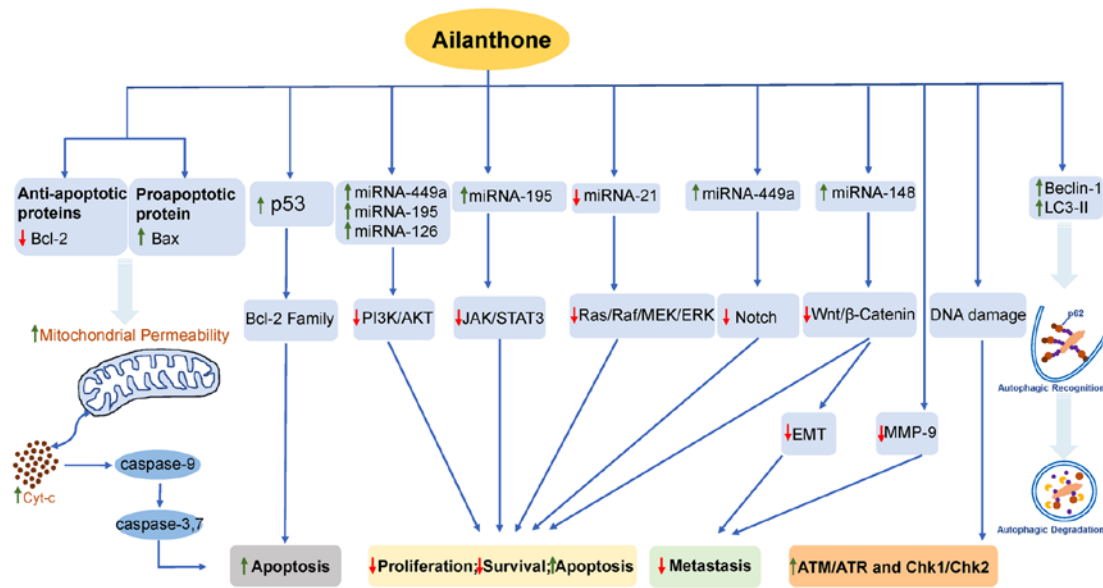 Ailanthone
Anti-apoptotic
proteins
↓ Bcl-2
Proapoptotic
protein
↑ Bax
↑ p53
↑miRNA-449a
↑miRNA-195
↑miRNA-126
↑miRNA-195
↓miRNA-21
↑miRNA-449a
↑miRNA-148
↑Beclin-1
↑LC3-II
↑Mitochondrial Permeability
Bcl-2 Family
↓PI3K/AKT
↓JAK/STAT3
↓Ras/Raf/MEK/ERK
↓ Notch
↓Wnt/β-Catenin
DNA damage
p62
Autophagic Recognition
↓EMT
↓MMP-9
caspase-9
↑Cyt-c
caspase-3,7
Autophagic Degradation
↑ Apoptosis
↓Proliferation;↓Survival;↑Apoptosis
↓ Metastasis
↑ATM/ATR and Chk1/Chk2